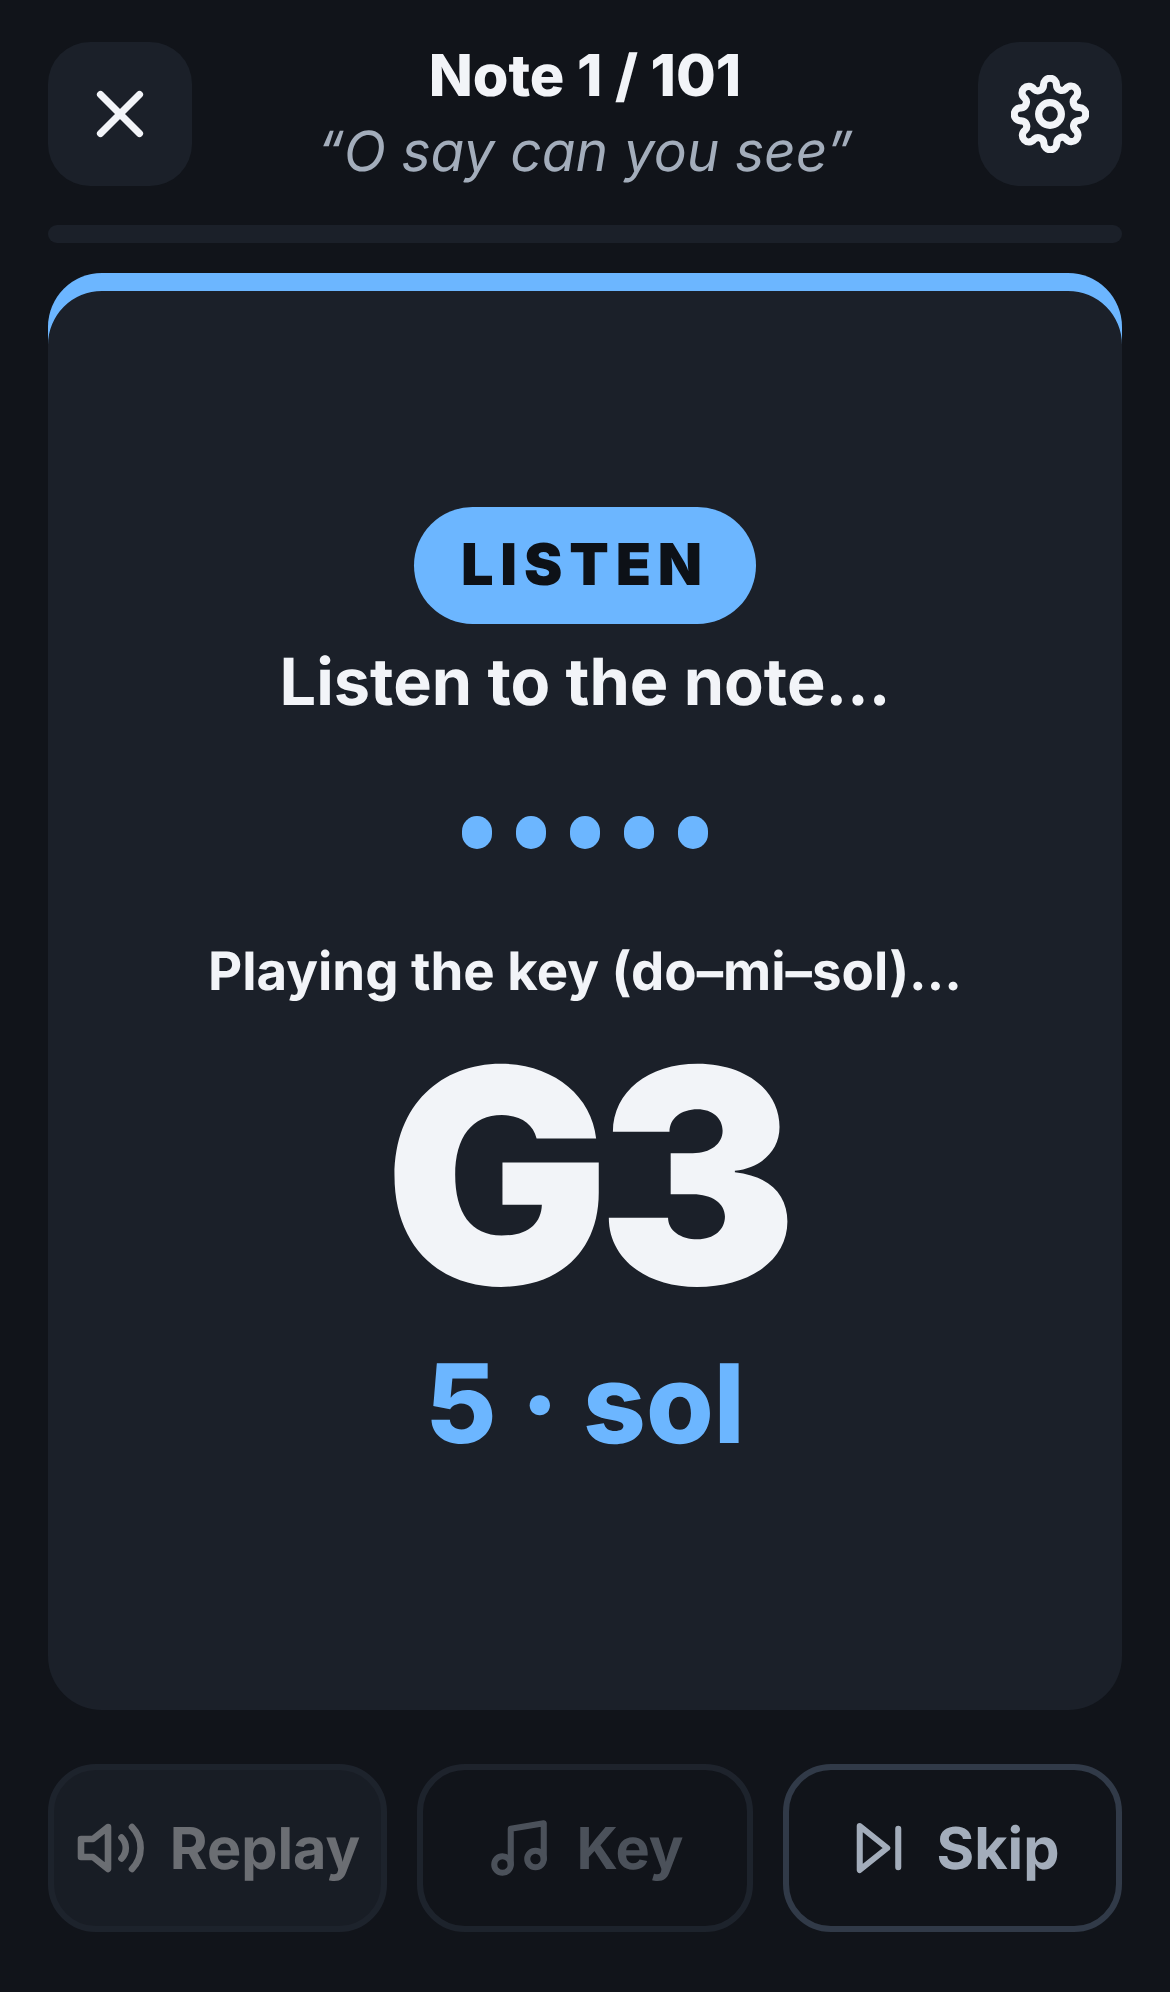 Note 1 / 101
“O say can you see”
LISTEN
Listen to the note…
Playing the key (do–mi–sol)…
G3
5 · sol
Replay
Key
Skip